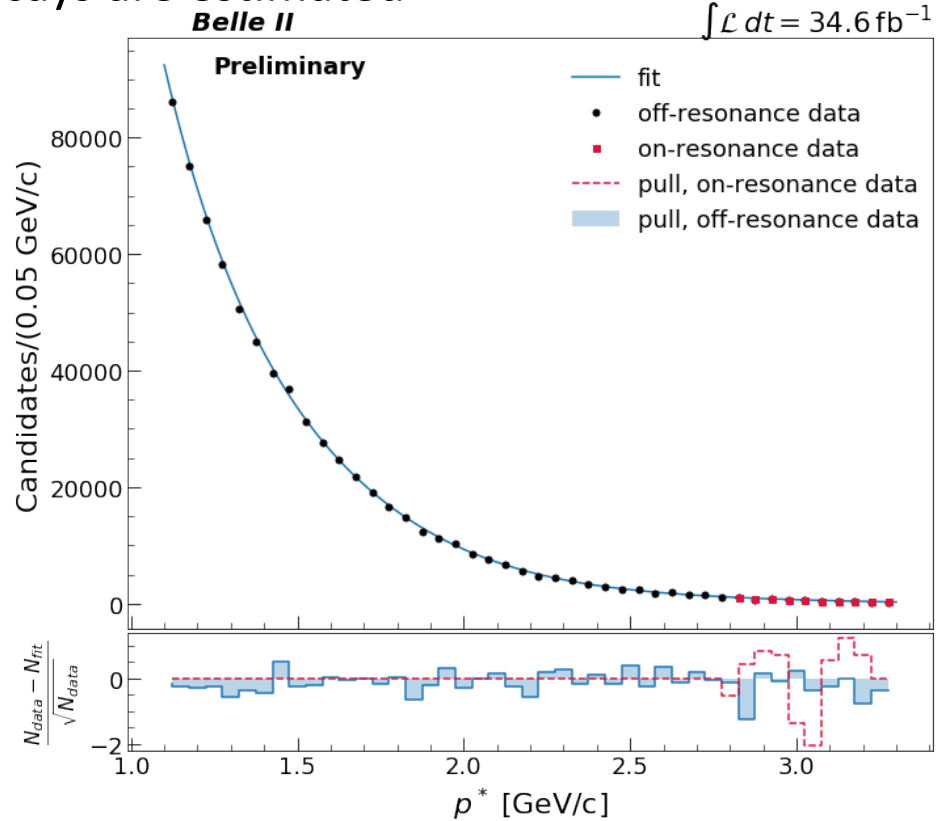 are estimated
Belle II
∫ℒ dt = 34.6 fb⁻¹
Preliminary
fit
off-resonance data
on-resonance data
pull, on-resonance data
pull, off-resonance data
Candidates/(0.05 GeV/c)
80000
60000
40000
20000
0
N_data − N_fit
√N_data
0
−2
1.0 1.5 2.0 2.5 3.0
p* [GeV/c]